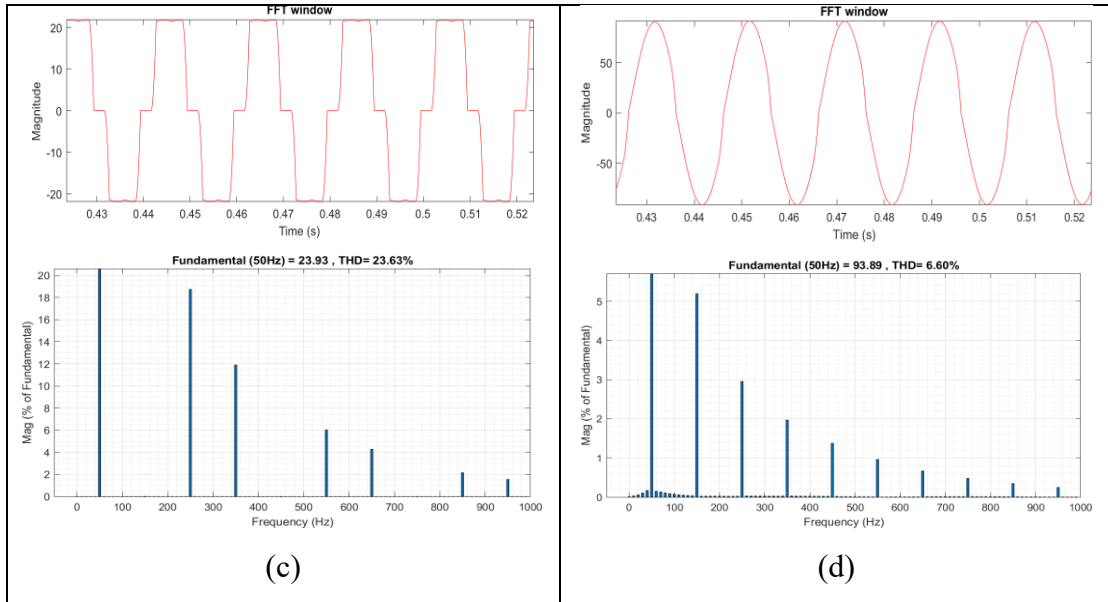 FFT window
20
10
0
-10
-20
Magnitude
0.43 0.44 0.45 0.46 0.47 0.48 0.49 0.5 0.51 0.52
Time (s)
Fundamental (50Hz) = 23.93 , THD= 23.63%
20
18
16
14
12
10
8
6
4
2
0
Mag (% of Fundamental)
0 100 200 300 400 500 600 700 800 900 1000
Frequency (Hz)
(c)
FFT window
50
0
-50
Magnitude
0.43 0.44 0.45 0.46 0.47 0.48 0.49 0.5 0.51 0.52
Time (s)
Fundamental (50Hz) = 93.89 , THD= 6.60%
5
4
3
2
1
0
Mag (% of Fundamental)
0 100 200 300 400 500 600 700 800 900 1000
Frequency (Hz)
(d)